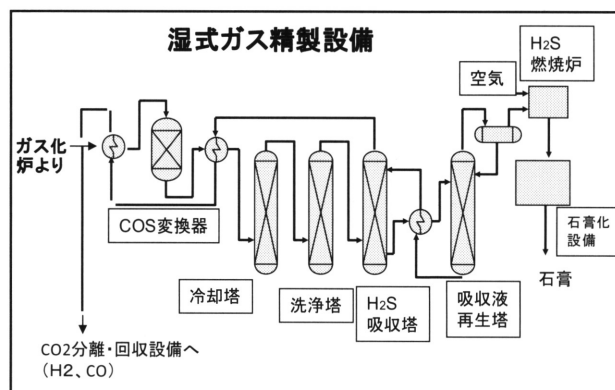 湿式ガス精製設備
H2S
燃焼炉
空気
ガス化
炉より
COS変換器
冷却塔
洗浄塔
H2S
吸収塔
吸収液
再生塔
石膏化
設備
石膏
CO2分離・回収設備へ
(H2、CO)